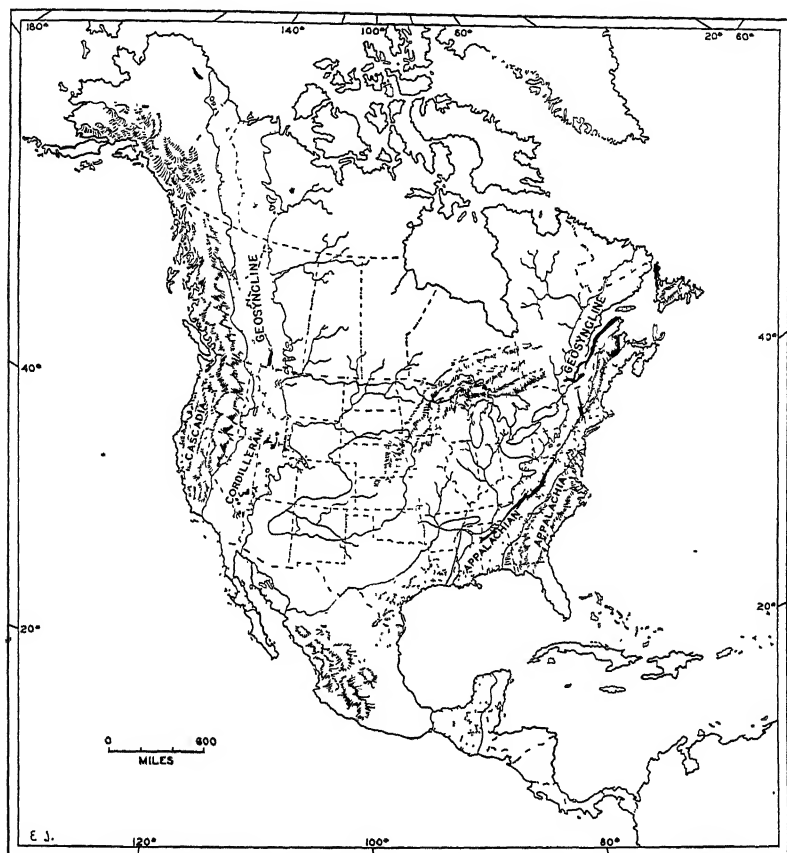 180° 140° 100° 60° 20° 60°
GEOSYNCLINE
GEOSYNCLINE
40° 40°
CASCADIA
CORDILLERAN
APPALACHIAN
APPALACHIA
20° 20°
0 600
MILES
E J.
120° 100° 80°